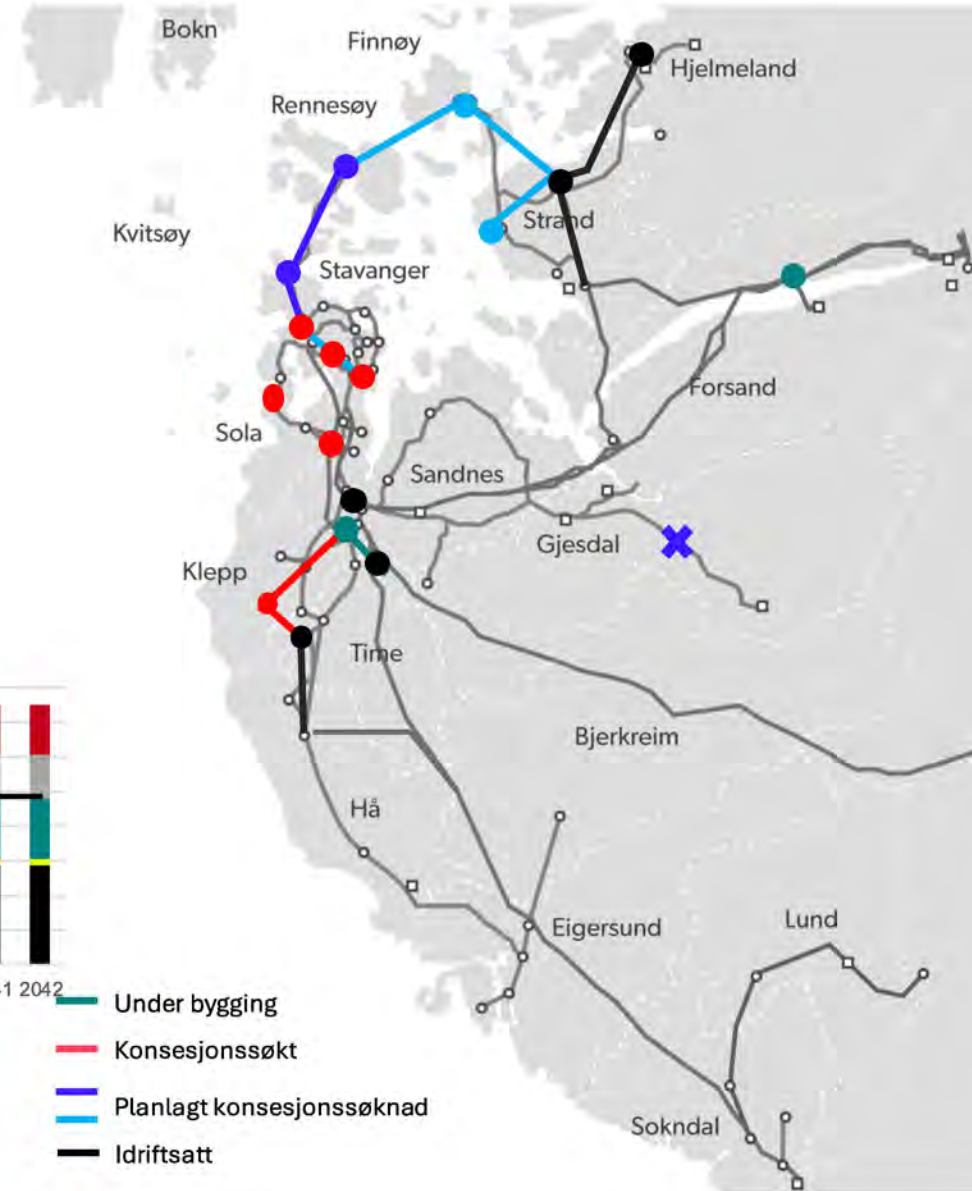 Bokn
Finnøy
Hjelmeland
Rennesøy
Strand
Kvitsøy
Stavanger
Forsand
Sola
Sandnes
Gjesdal
Klepp
Time
Bjerkreim
Hå
Eigersund
Lund
2042
Under bygging
Konsesjonssøkt
Planlagt konsesjonssøknad
Sokndal
Idriftsatt